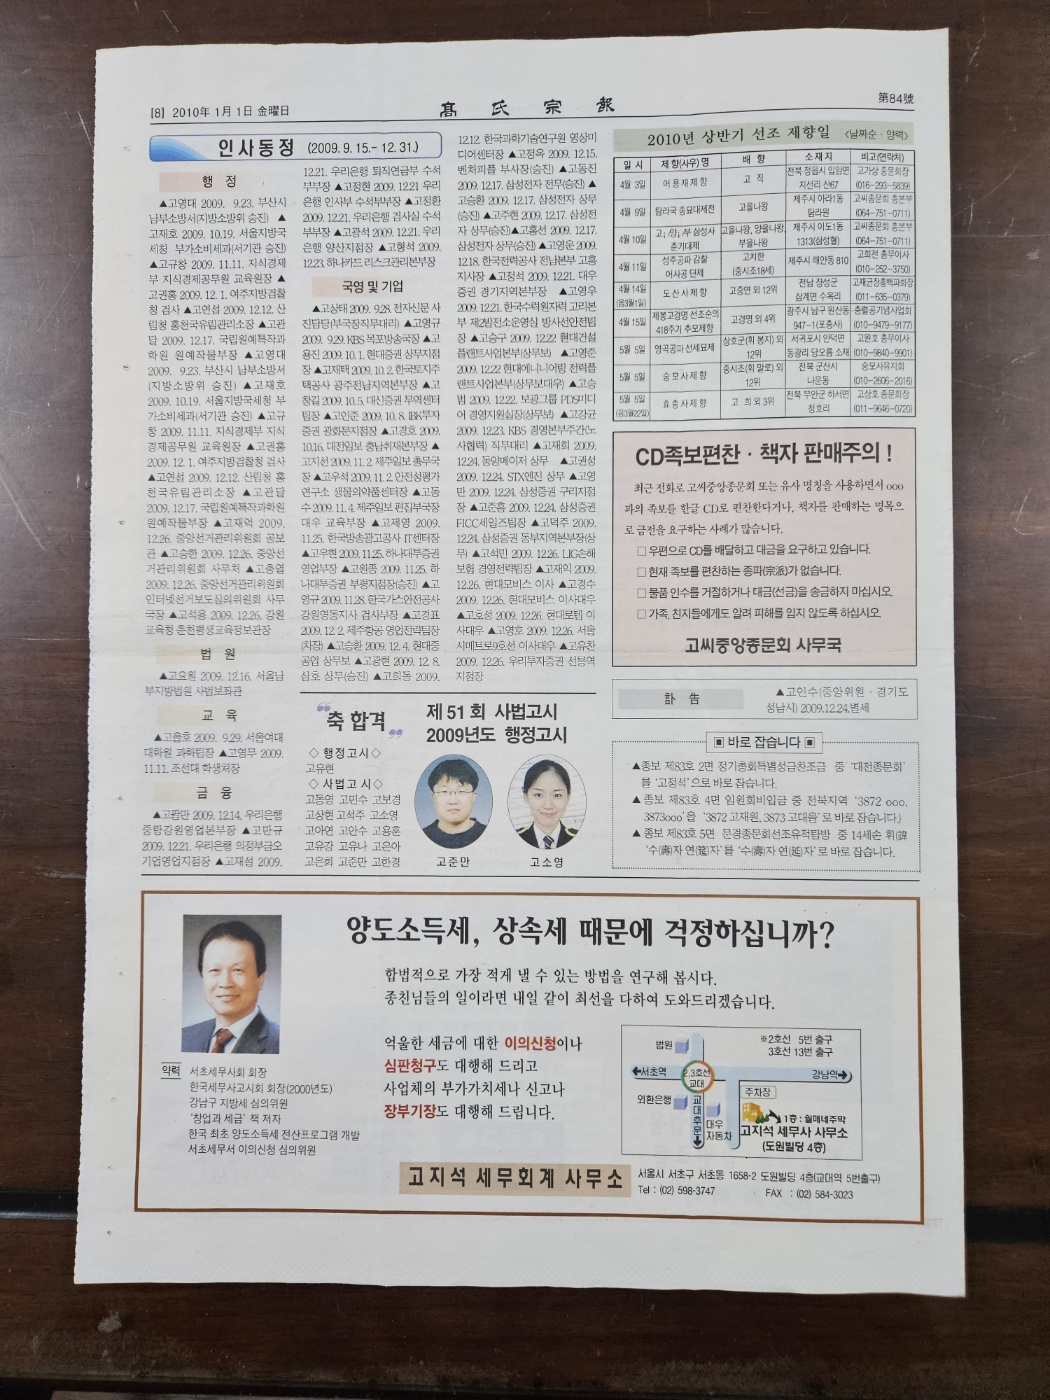 [8] 2010年 1月 1日 金曜日
高氏宗報
第84號
인사동정 (2009. 9.15.- 12.31.)
행 정
▲고영대 2009. 9.23. 부산시
남부소방서(지방소방위 승진) ▲
고재호 2009. 10.19. 서울지방국
세청 부가소비세과(서기관 승진)
▲고규창 2009. 11.11. 지식경제
부 지식경제공무원 교육원장 ▲
고권홍 2009. 12. 1. 여주지방검찰
청 검사 ▲고연섭 2009. 12.12. 산
림청 홍천국유림관리소장 ▲고관
달 2009. 12.17. 국립원예특작과
학원 원예작물부장 ▲고영대
2009. 9.23. 부산시 남부소방서
(지방소방위 승진) ▲고재호
2009. 10.19. 서울지방국세청 부
가소비세과(서기관 승진) ▲고규
창 2009. 11.11. 지식경제부 지식
경제공무원 교육원장 ▲고권홍
2009. 12. 1. 여주지방검찰청 검사
▲고연섭 2009. 12.12. 산림청 홍
천국유림관리소장 ▲고관달
2009. 12.17. 국립원예특작과학원
원예작물부장 ▲고재억 2009.
12.26. 중앙선거관리위원회 공보
관 ▲고승한 2009. 12.26. 중앙선
거관리위원회 사무처
2009. 12.26. 중앙선거관리위원회
인터넷선거보도심의위원회 사무
국장 ▲고석용 2009. 12.26. 강원
교육청 춘천평생교육정보관장
법 원
▲고요원 2009. 12.16. 서울남
부지방법원 사법보좌관
교 육
2009. 9.29. 서울여대
대학원 과학팀장 ▲고영무 2009.
11.11. 조선대 학생처장
금 융
2009. 12.14. 우리은행
중랑강원영업본부장 ▲고만규
2009. 12.21. 우리은행 의정부금오
기업영업지점장 ▲고재섭 2009.
12.21. 우리은행 퇴직연금부 수석
부부장 ▲고정현 2009. 12.21 우리
은행 인사부 수석부부장 ▲고정환
2009. 12.21. 우리은행 검사실 수석
부부장 ▲고광석 2009. 12.21. 우리
은행 양산지점장 ▲고형석 2009.
12.23. 하나카드 리스크관리본부장
국영 및 기업
▲고상태 2009. 9.28. 전자신문 사
진담당(부국장직무대리) ▲고영규
2009. 9.29. KBS 목포방송국장 ▲고
용진 2009. 10.1. 현대증권 상무지점
장 ▲고재택 2009. 10.2. 한국토지주
택공사 광주전남지역본부장 ▲고
창길 2009. 10.5. 대신증권 분당센터
팀장 ▲고인준 2009. 10.8. IBK투자
증권 광화문지점장 ▲고경호 2009.
10.16. 대전일보 충남취재본부장 ▲
고지선 2009. 11.2. 제주일보 총무국
장 ▲고우석 2009. 11.2. 안전성평가
연구소 생물의약품센터장 ▲고동
수 2009. 11.4. 제주일보 편집부국장
대우 교육부장 ▲고제영 2009.
11.25. 한국방송광고공사 IT센터장
▲고우현 2009. 11.25. 하나대투증권
영업부장 ▲고원종 2009. 11.25. 하
나대투증권 부평지점장(승진) ▲고
영규 2009. 11.28. 한국가스안전공사
강원영동지사 검사부장 ▲고경표
2009. 12. 2. 제주항공 영업전략팀장
(차장) ▲고승환 2009. 12. 4. 현대중
공업 상무보 ▲고광현 2009. 12. 8.
삼호 상무(승진) ▲고희동 2009.
12.12. 한국과학기술연구원 영상미
디어센터장 ▲고정옥 2009. 12.15.
벤처피플 부사장(승진) ▲고동진
2009. 12.17. 삼성전자 전무(승진) ▲
고승환 2009. 12.17. 삼성전자 상무
(승진) ▲고주현 2009. 12.17. 삼성전
자 상무(승진)▲고홍선 2009. 12.17.
삼성전자 상무(승진) ▲고영운 2009.
12.18. 한국전력공사 전남본부 고흥
지사장 ▲고정석 2009. 12.21. 대우
증권 경기지역본부장 ▲고영우
2009. 12.21. 한국수력원자력 고리본
부 제2발전소운영실 방사선안전팀
장 ▲고승구 2009. 12.22 현대건설
플랜트사업본부(상무보) ▲고영준
2009. 12.22 현대엔지니어링 전력플
랜트사업본부(상무보대우) ▲고승
범 2009. 12.22. 보광그룹 PDS미디
어 경영지원실장(상무보) ▲고강균
2009. 12.23. KBS 경영본부주간(노
사협력) 직무대리 ▲고재희 2009.
12.24. 동양메이저 상무 ▲고권성
2009. 12.24. STX엔진 상무 ▲고영
만 2009. 12.24. 삼성증권 구리지점
장 ▲고춘흠 2009. 12.24. 삼성증권
FICC세일즈팀장 ▲고덕주 2009.
12.24. 삼성증권 동부지역본부장(상
무) ▲고석민 2009. 12.26. LIG손해
보험 경영전략팀장 ▲고재익 2009.
12.26. 현대모비스 이사 ▲고경수
2009. 12.26. 현대모비스 이사대우
▲고호성 2009. 12.26. 현대로템 이
사대우 ▲고영호 2009. 12.26. 서울
시메트로9호선 이사대우 ▲고유찬
2009. 12.26. 우리투자증권 선릉역
지점장
2010년 상반기 선조 제향일 <날짜순 · 양력>
일 시 제향(사우)명 배 향 소재지 비고(연락처)
4월 3일 어용재제향 고 직 전북 정읍시 입암면 지선리 산67 고가상 종문회장 (016-293-5839)
4월 9일 탐라국 종묘대제전 고을나왕 제주시 아라1동 탐라원 고씨종문회 총본부 (064-751-0711)
4월 10일 고,양,부 삼성사 춘기대제 고을나왕, 양을나왕, 부을나왕 제주시 이도1동 1313(삼성혈) 고씨종문회 총본부 (064-751-0711)
4월 11일 성주공파 감찰 어사공 단제 고치한 (중시조18세) 제주시 해안동 810 고희전 총무이사 (010-252-3750)
4월 14일 (음3월1일) 도산사제향 고중연 외 12위 전남 장성군 삼계면 수옥리 (011-635-0379)
4월 15일 제봉고경명 선조순의 418주기 추모제향 고경명 외 4위 광주시 남구 원산동 947-1(포충사) 충렬공기념사업회 (010-9479-9177)
5월 5일 영곡공파 선세묘제 상호군(휘 봉지) 외 12위 서귀포시 안덕면 동광리 당오름 소재 고원호 총무이사 (010-9840-9901)
5월 5일 숭모사제향 중시조(휘 말로) 외 12위 전북 군산시 나운동 숭모사유지회 (010-2606-2016)
5월 5일 (음3월22일) 효충사제향 고 희 외 3위 전북 부안군 하서면 청호리 고상호 종문회장 (011-9646-0720)
CD족보편찬 · 책자 판매주의 !
최근 전화로 고씨중앙종문회 또는 유사 명칭을 사용하면서 ooo
파의 족보를 한글 CD로 편찬한다거나, 책자를 판매하는 명목으
로 금전을 요구하는 사례가 많습니다.
□ 우편으로 CD를 배달하고 대금을 요구하고 있습니다.
□ 현재 족보를 편찬하는 종파(宗派)가 없습니다.
□ 물품 인수를 거절하거나 대금(선금)을 송금하지 마십시오.
□ 가족, 친지들에게도 알려 피해를 입지 않도록 하십시오.
고씨중앙종문회 사무국
訃 告
▲고인수(중앙위원 · 경기도
성남시) 2009.12.24.별세
▣ 바로 잡습니다 ▣
▲종보 제83호 2면 정기총회특별성금찬조금 중 ‘대전종문회’
를 ‘고정석’으로 바로 잡습니다.
▲종보 제83호 4면 임원회비입금 중 전북지역 ‘3872 ooo,
3873ooo’을 ‘3872 고재원, 3873 고대음’로 바로 잡습니다.)
▲종보 제83호 5면 문경종문회선조유적탐방 중 14세손 휘(諱)
“축 합격”
제51회 사법고시
2009년도 행정고시
◇ 행정고시◇
고유현
◇ 사법고시◇
고동영 고민수 고보경
고상현 고석주 고소영
고아연 고안수 고용훈
고유강 고유나 고은아
고은희 고준만 고한경
고준만
고소영
양도소득세, 상속세 때문에 걱정하십니까?
합법적으로 가장 적게 낼 수 있는 방법을 연구해 봅시다.
종친님들의 일이라면 내일 같이 최선을 다하여 도와드리겠습니다.
억울한 세금에 대한 이의신청이나
심판청구도 대행해 드리고
사업체의 부가가치세나 신고나
장부기장도 대행해 드립니다.
약력
서초세무사회 회장
한국세무사고시회 회장(2000년도)
강남구 지방세 심의위원
‘창업과 세금’ 책 저자
한국 최초 양도소득세 전산프로그램 개발
서초세무서 이의신청 심의위원
법원
※2호선 5번 출구
3호선 13번 출구
서초역
2,3호선
교대
강남역
외환은행
교대후문
대우
자동차
주차장
1층 : 월매네주막
고지석 세무사 사무소
(도원빌딩 4층)
고지석 세무회계 사무소
서울시 서초구 서초동 1658-2 도원빌딩 4층(교대역 5번출구)
Tel : (02) 598-3747 FAX : (02) 584-3023